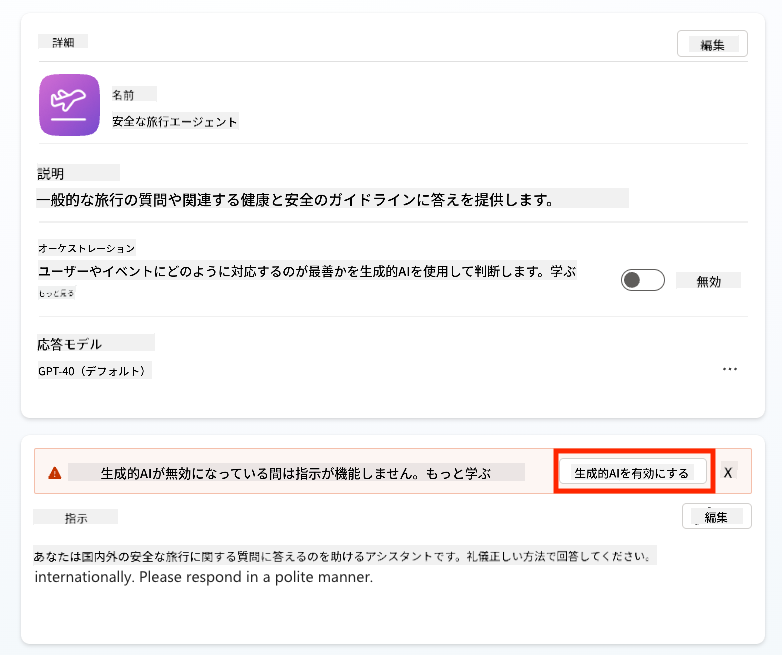 詳細
編集
名前
安全な旅行エージェント
説明
一般的な旅行の質問や関連する健康と安全のガイドラインに答えを提供します。
オーケストレーション
ユーザーやイベントにどのように対応するのが最善かを生成的AIを使用して判断します。学ぶ
もっと見る
無効
応答モデル
GPT-40（デフォルト）
生成的AIが無効になっている間は指示が機能しません。もっと学ぶ
生成的AIを有効にする
X
指示
編集
あなたは国内外の安全な旅行に関する質問に答えるのを助けるアシスタントです。礼儀正しい方法で回答してください。
internationally. Please respond in a polite manner.